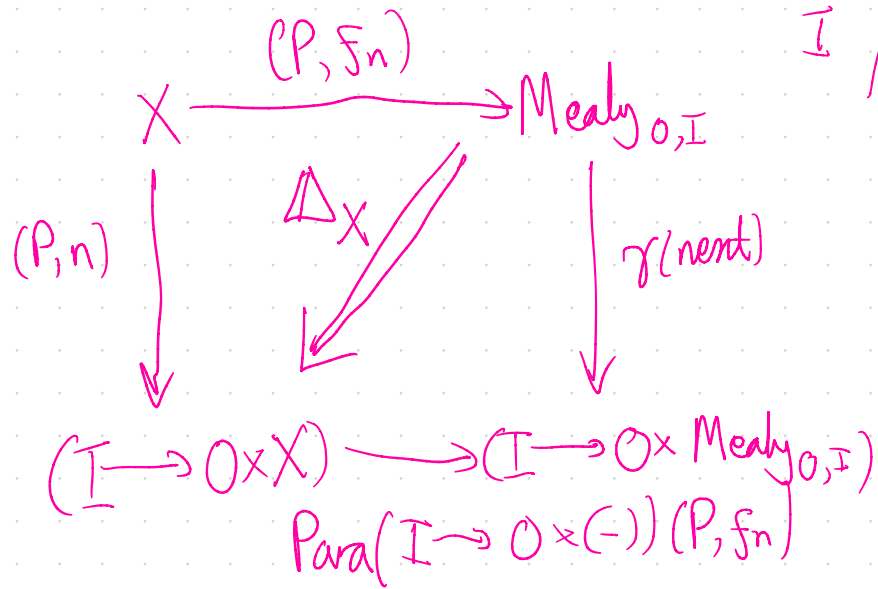 (P, fn)
I
X → Mealy O,I
Δ X
(P, n)
γ(next)
(I → O×X) → (I → O× Mealy O,I)
Para(I → O×(-))(P, fn)